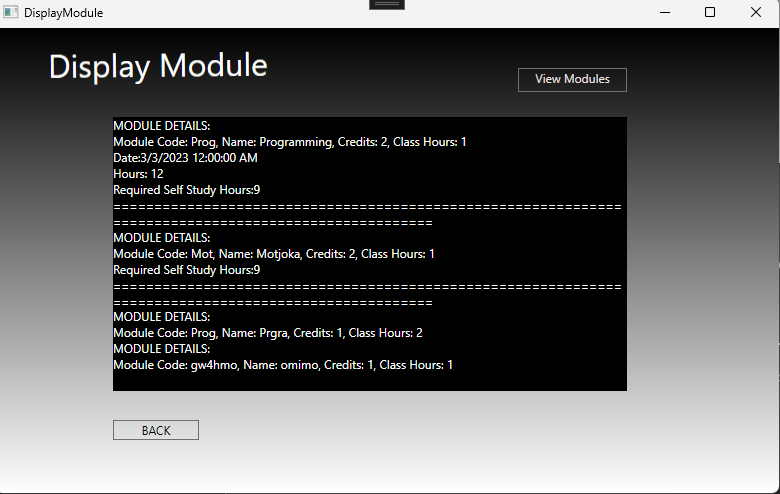 DisplayModule
Display Module
View Modules
MODULE DETAILS:
Module Code: Prog, Name: Programming, Credits: 2, Class Hours: 1
Date:3/3/2023 12:00:00 AM
Hours: 12
Required Self Study Hours:9
=============================================================
======================================
MODULE DETAILS:
Module Code: Mot, Name: Motjoka, Credits: 2, Class Hours: 1
Required Self Study Hours:9
=============================================================
======================================
MODULE DETAILS:
Module Code: Prog, Name: Prgra, Credits: 1, Class Hours: 2
MODULE DETAILS:
Module Code: gw4hmo, Name: omimo, Credits: 1, Class Hours: 1
BACK